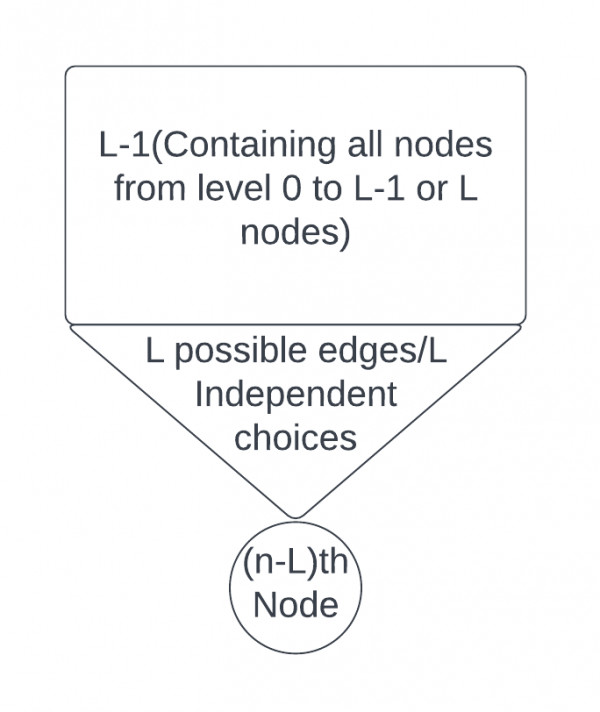 L-1(Containing all nodes
from level 0 to L-1 or L
nodes)
L possible edges/L
Independent
choices
(n-L)th
Node